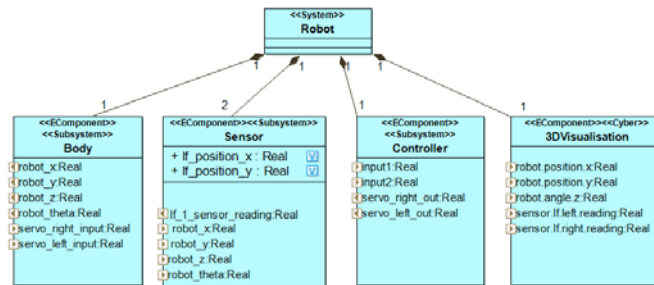 <<System>>
Robot
1 1 1 1
1 2 1 1
<<EComponent>>
<<Subsystem>>
Body
robot_x:Real
robot_y:Real
robot_z:Real
robot_theta:Real
servo_right_input:Real
servo_left_input:Real
<<EComponent>><<Subsystem>>
Sensor
+ lf_position_x : Real V
+ lf_position_y : Real V
lf_1_sensor_reading:Real
robot_x:Real
robot_y:Real
robot_z:Real
robot_theta:Real
<<EComponent>>
<<Subsystem>>
Controller
input1:Real
input2:Real
servo_right_out:Real
servo_left_out:Real
<<EComponent>><<Cyber>>
3DVisualisation
robot.position.x:Real
robot.position.y:Real
robot.angle.z:Real
sensor.lf.left.reading:Real
sensor.lf.right.reading:Real